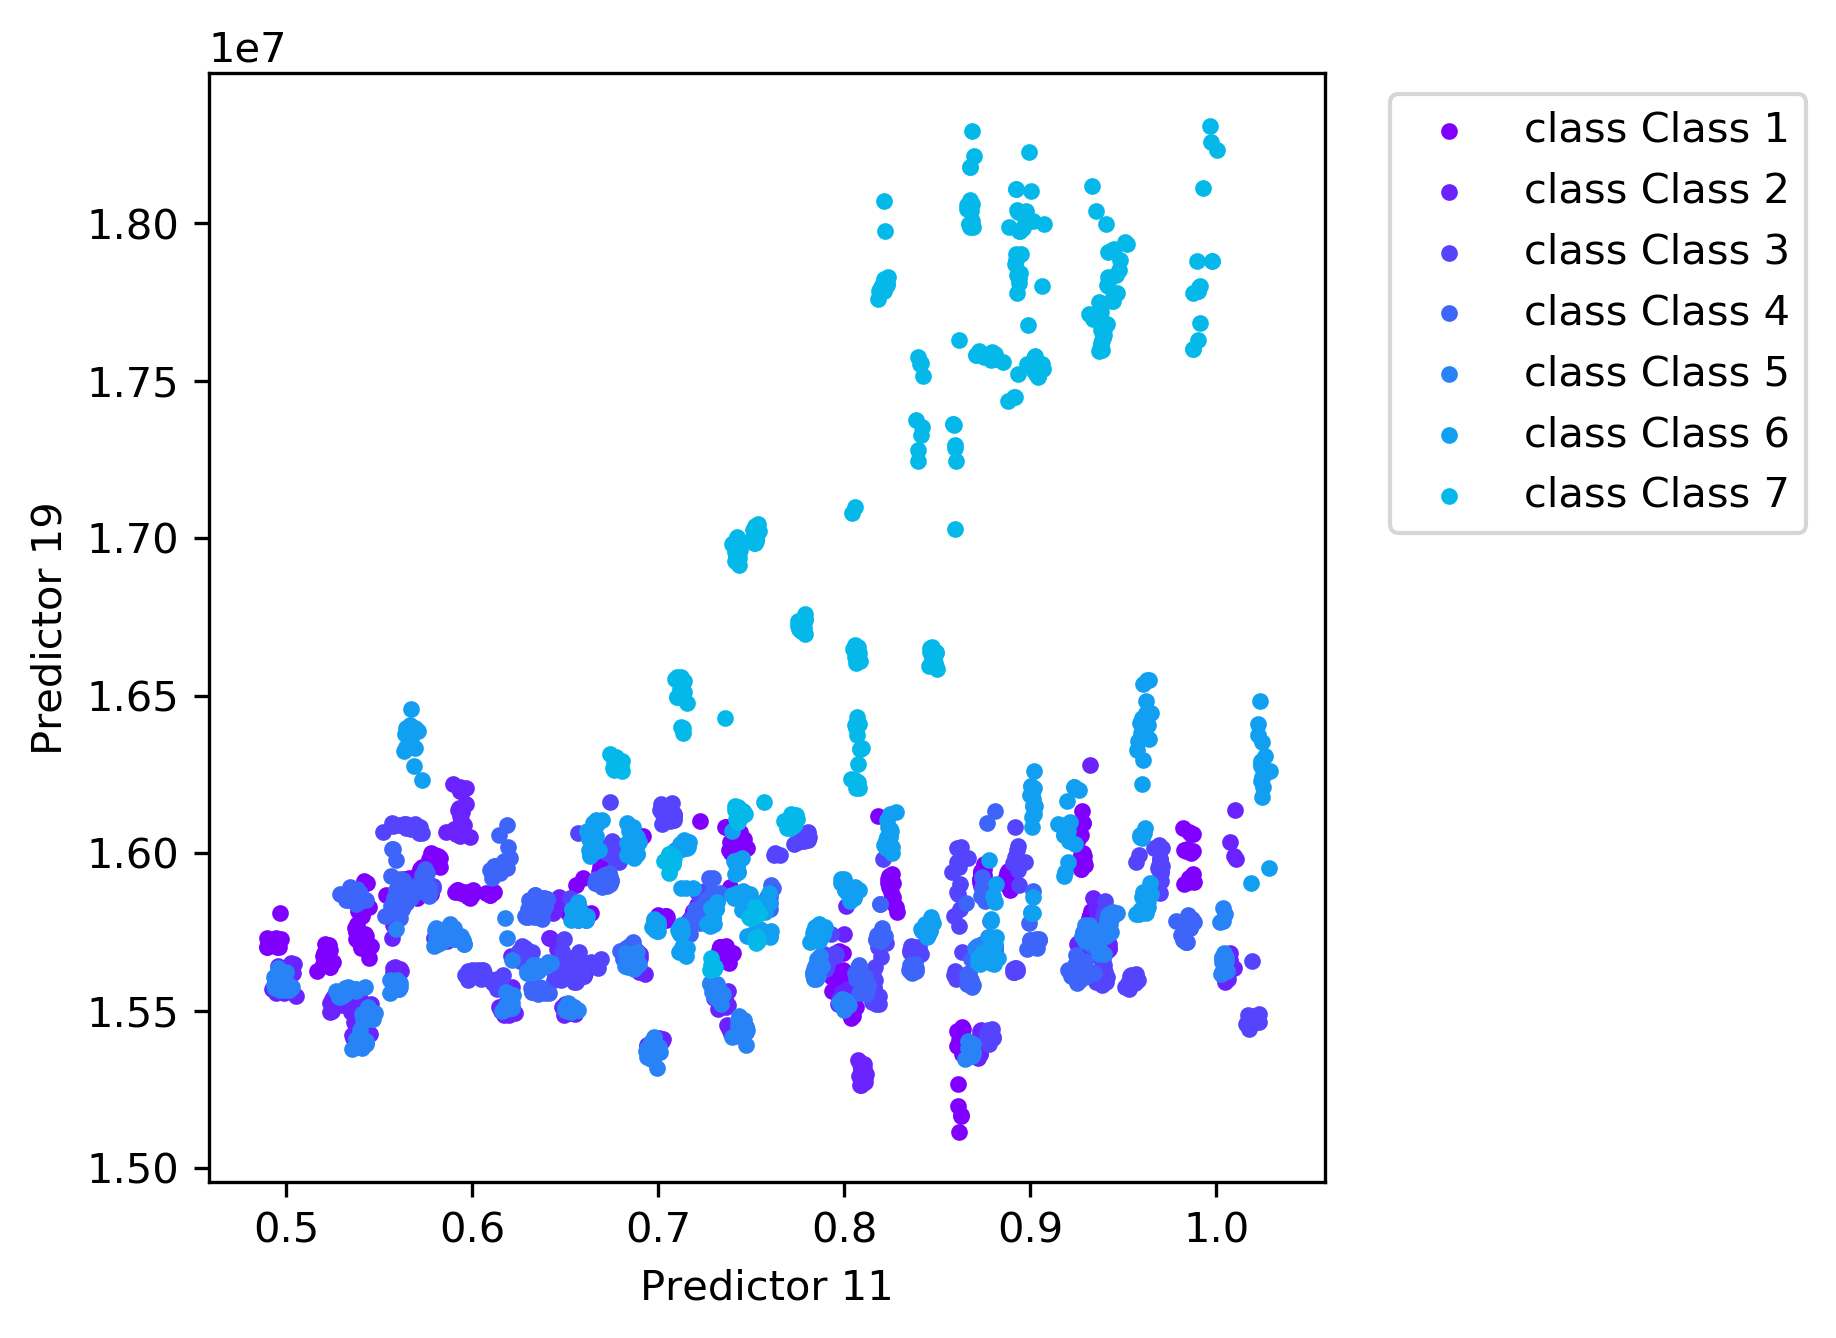 1e7
1.80
1.75
1.70
1.65
1.60
1.55
1.50
Predictor 19
0.5 0.6 0.7 0.8 0.9 1.0
Predictor 11
class Class 1
class Class 2
class Class 3
class Class 4
class Class 5
class Class 6
class Class 7